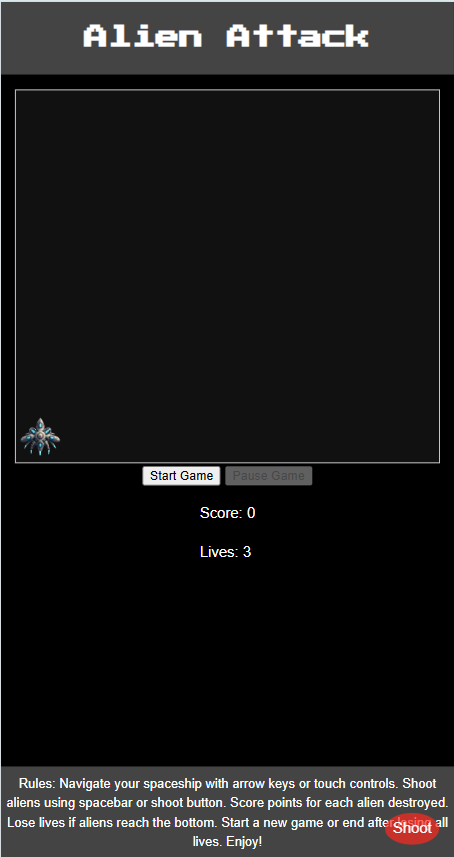 Alien Attack
Start Game Pause Game
Score: 0
Lives: 3
Rules: Navigate your spaceship with arrow keys or touch controls. Shoot
aliens using spacebar or shoot button. Score points for each alien destroyed.
Lose lives if aliens reach the bottom. Start a new game or end after losing all
lives. Enjoy!
Shoot